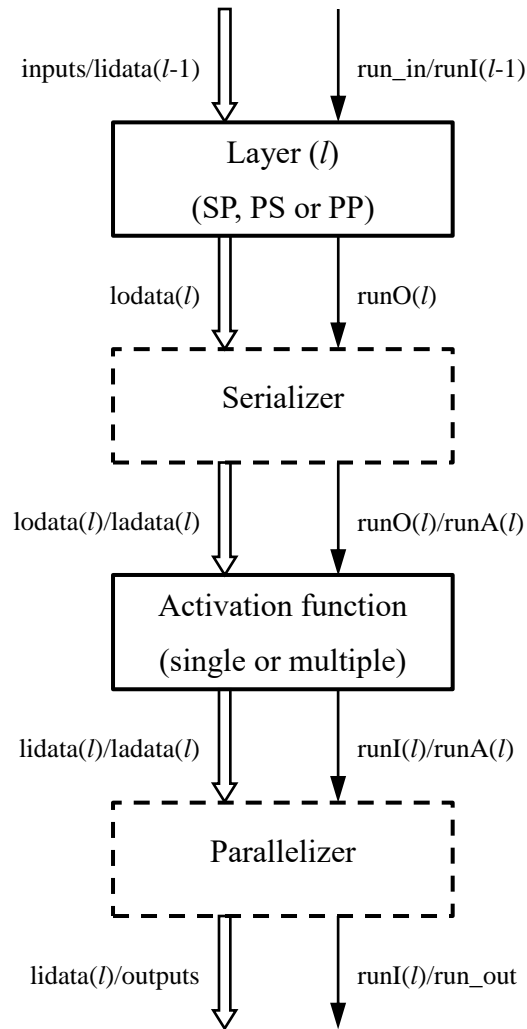 inputs/lidata(l-1)
run_in/runI(l-1)
Layer (l)
(SP, PS or PP)
lodata(l)
runO(l)
Serializer
lodata(l)/ladata(l)
runO(l)/runA(l)
Activation function
(single or multiple)
lidata(l)/ladata(l)
runI(l)/runA(l)
Parallelizer
lidata(l)/outputs
runI(l)/run_out